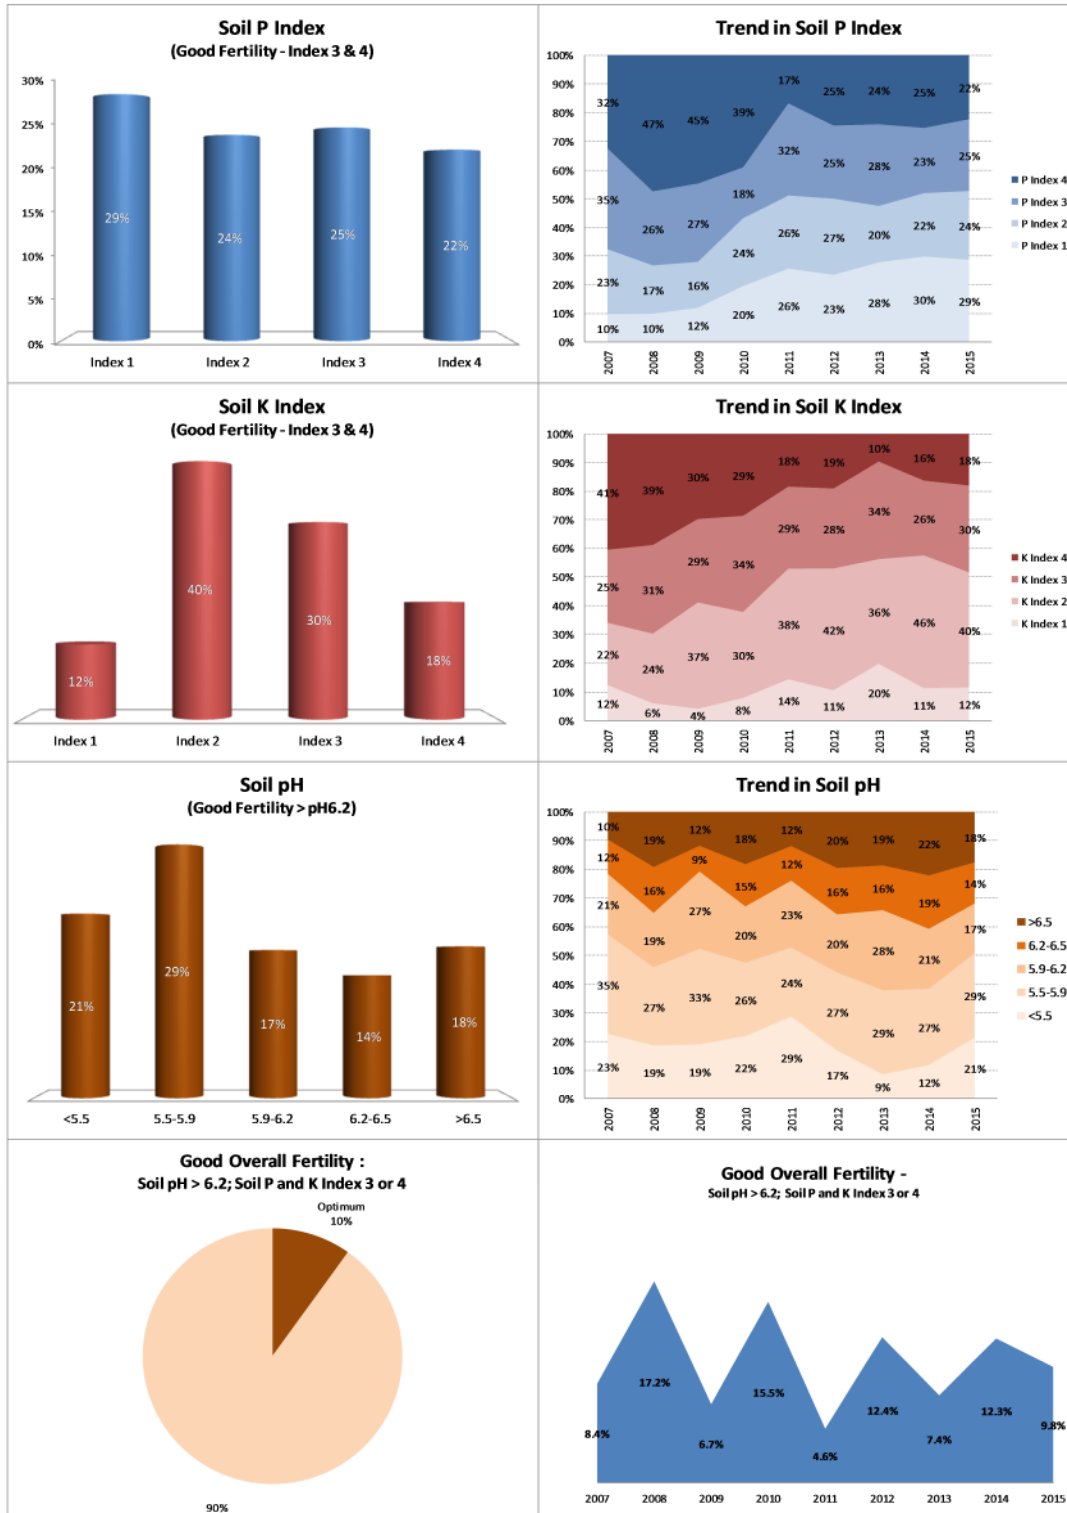 Soil P Index
(Good Fertility - Index 3 & 4)
30%
25%
20%
15%
10%
5%
0%
29%
24%
25%
22%
Index 1
Index 2
Index 3
Index 4
Trend in Soil P Index
100%
90%
80%
70%
60%
50%
40%
30%
20%
10%
0%
32% 47% 45% 39% 17% 25% 24% 25% 22%
35% 26% 27% 18% 32% 25% 28% 23% 25%
23% 17% 16% 24% 26% 27% 20% 22% 24%
10% 10% 12% 20% 26% 23% 28% 30% 29%
2007 2008 2009 2010 2011 2012 2013 2014 2015
P Index 4
P Index 3
P Index 2
P Index 1
Soil K Index
(Good Fertility - Index 3 & 4)
12%
40%
30%
18%
Index 1
Index 2
Index 3
Index 4
Trend in Soil K Index
100%
90%
80%
70%
60%
50%
40%
30%
20%
10%
0%
41% 39% 30% 29% 18% 19% 10% 16% 18%
25% 31% 29% 34% 29% 28% 34% 26% 30%
22% 24% 37% 30% 38% 42% 36% 46% 40%
12% 6% 4% 8% 14% 11% 20% 11% 12%
2007 2008 2009 2010 2011 2012 2013 2014 2015
K Index 4
K Index 3
K Index 2
K Index 1
Soil pH
(Good Fertility > pH6.2)
21%
29%
17%
14%
18%
<5.5
5.5-5.9
5.9-6.2
6.2-6.5
>6.5
Trend in Soil pH
100%
90%
80%
70%
60%
50%
40%
30%
20%
10%
0%
10% 19% 12% 18% 12% 20% 19% 22% 18%
12% 16% 9% 15% 12% 16% 16% 19% 14%
21% 19% 27% 20% 23% 20% 28% 21% 17%
35% 27% 33% 26% 24% 27% 29% 27% 29%
23% 19% 19% 22% 29% 17% 9% 12% 21%
2007 2008 2009 2010 2011 2012 2013 2014 2015
>6.5
6.2-6.5
5.9-6.2
5.5-5.9
<5.5
Good Overall Fertility :
Soil pH > 6.2; Soil P and K Index 3 or 4
Optimum
10%
90%
Good Overall Fertility -
Soil pH > 6.2; Soil P and K Index 3 or 4
8.4% 17.2% 6.7% 15.5% 4.6% 12.4% 7.4% 12.3% 9.8%
2007 2008 2009 2010 2011 2012 2013 2014 2015